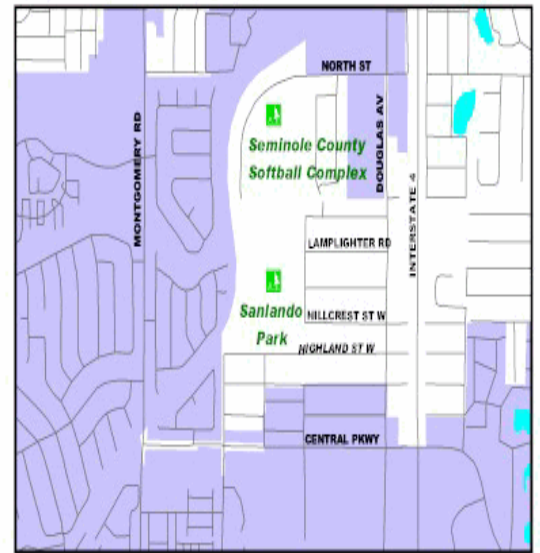 NORTH ST
MONTGOMERY RD
Seminole County
Softball Complex
DOUGLAS AV
INTERSTATE 4
LAMPLIGHTER RD
Sanlando
Park
HILLCREST ST W
HIGHLAND ST W
CENTRAL PKWY